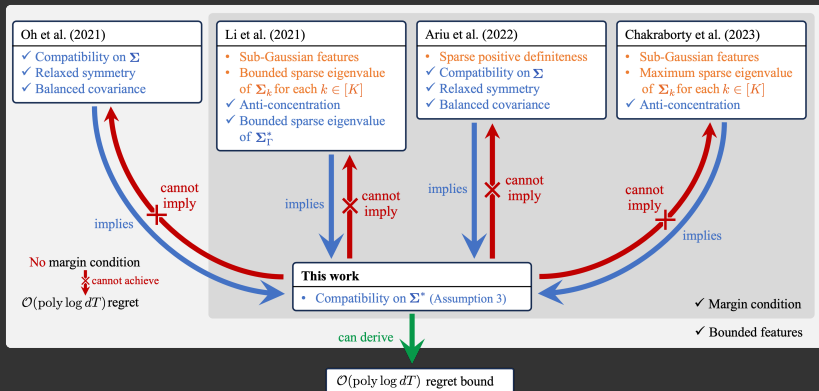 Oh et al. (2021)
✓ Compatibility on Σ
✓ Relaxed symmetry
✓ Balanced covariance
Li et al. (2021)
• Sub-Gaussian features
• Bounded sparse eigenvalue
of Σₖ for each k ∈ [K]
✓ Anti-concentration
✓ Bounded sparse eigenvalue
of Σ*_Γ
Ariu et al. (2022)
• Sparse positive definiteness
✓ Compatibility on Σ
✓ Relaxed symmetry
✓ Balanced covariance
Chakraborty et al. (2023)
• Sub-Gaussian features
• Maximum sparse eigenvalue
of Σₖ for each k ∈ [K]
✓ Anti-concentration
implies
cannot
imply
implies
cannot
imply
implies
cannot
imply
cannot
imply
implies
No margin condition
cannot achieve
𝒪(poly log dT) regret
This work
• Compatibility on Σ* (Assumption 3)
✓ Margin condition
✓ Bounded features
can derive
𝒪(poly log dT) regret bound